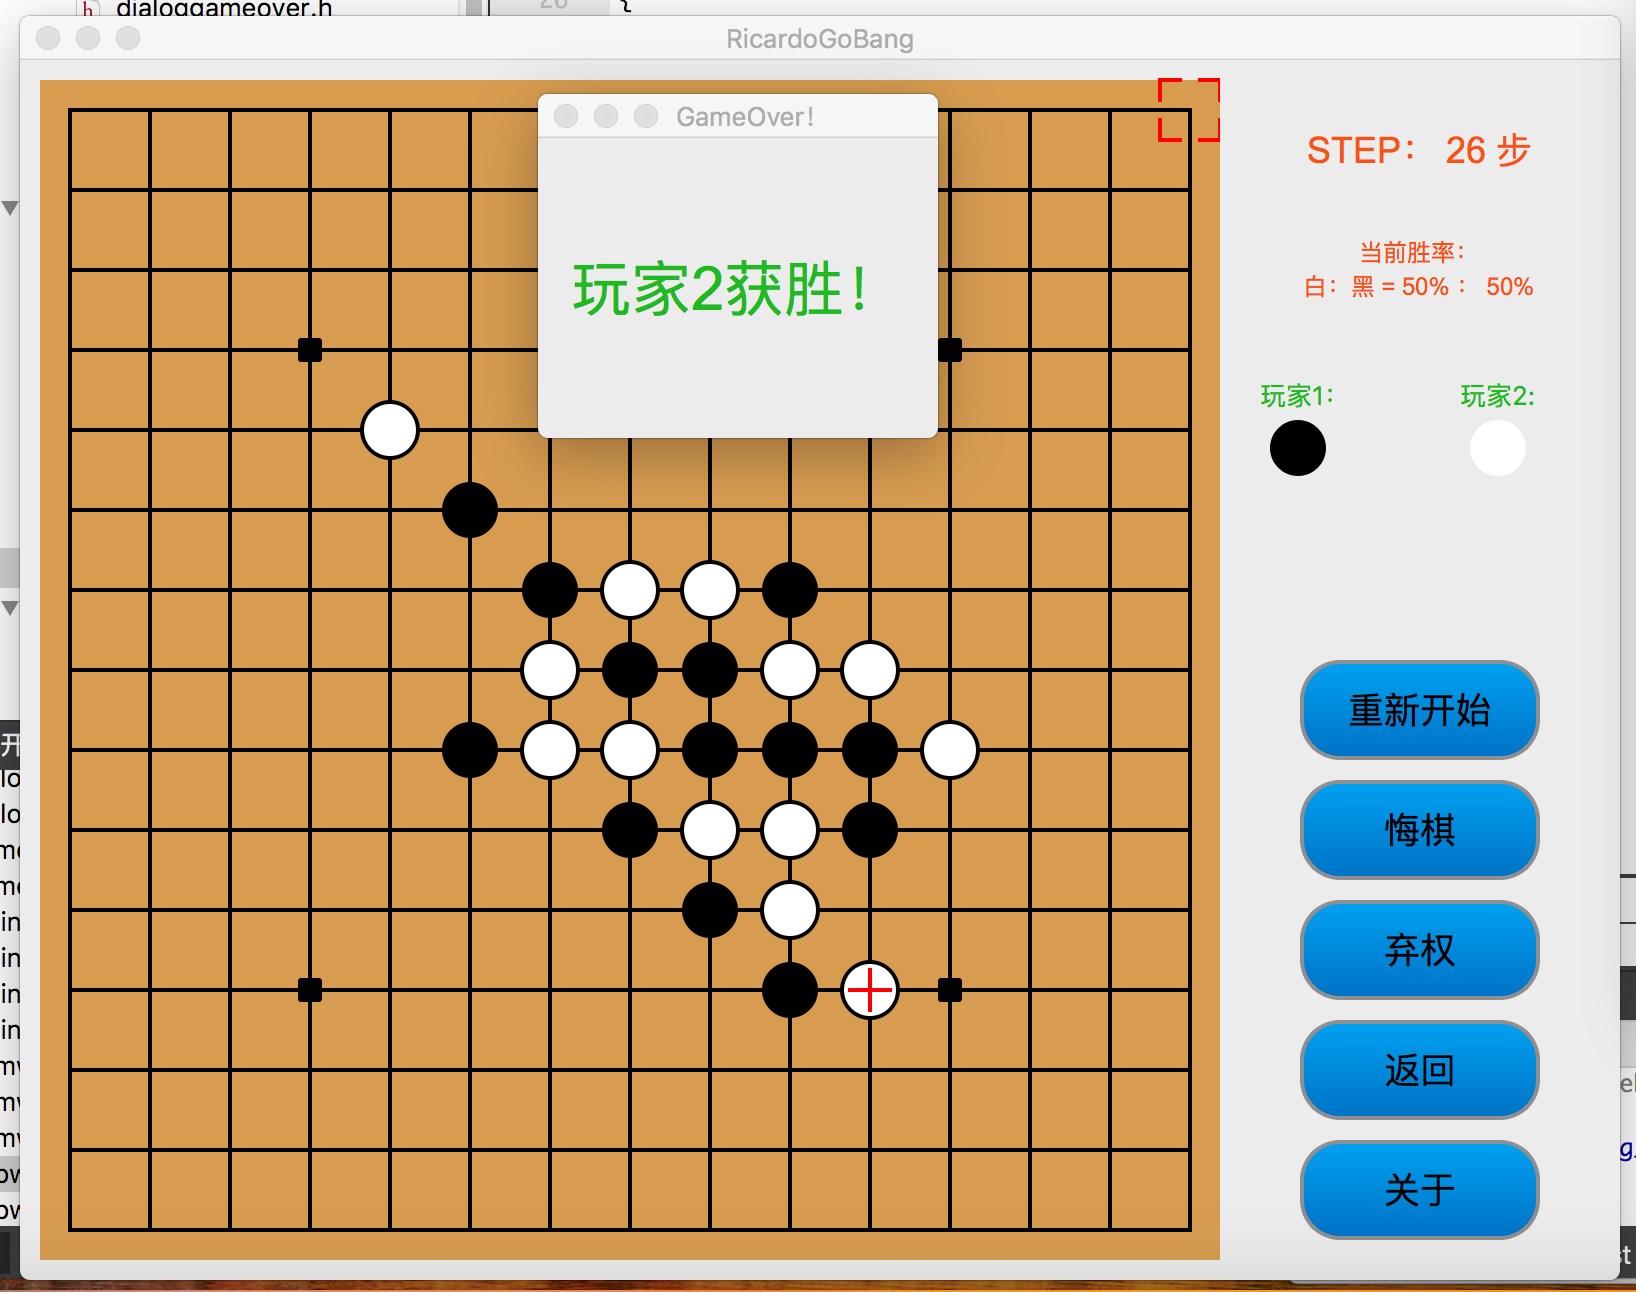 dialoggameover.h
26
{
RicardoGoBang
GameOver!
玩家2获胜!
STEP: 26 步
当前胜率:
白: 黑 = 50% : 50%
玩家1:
玩家2:
重新开始
悔棋
弃权
返回
关于